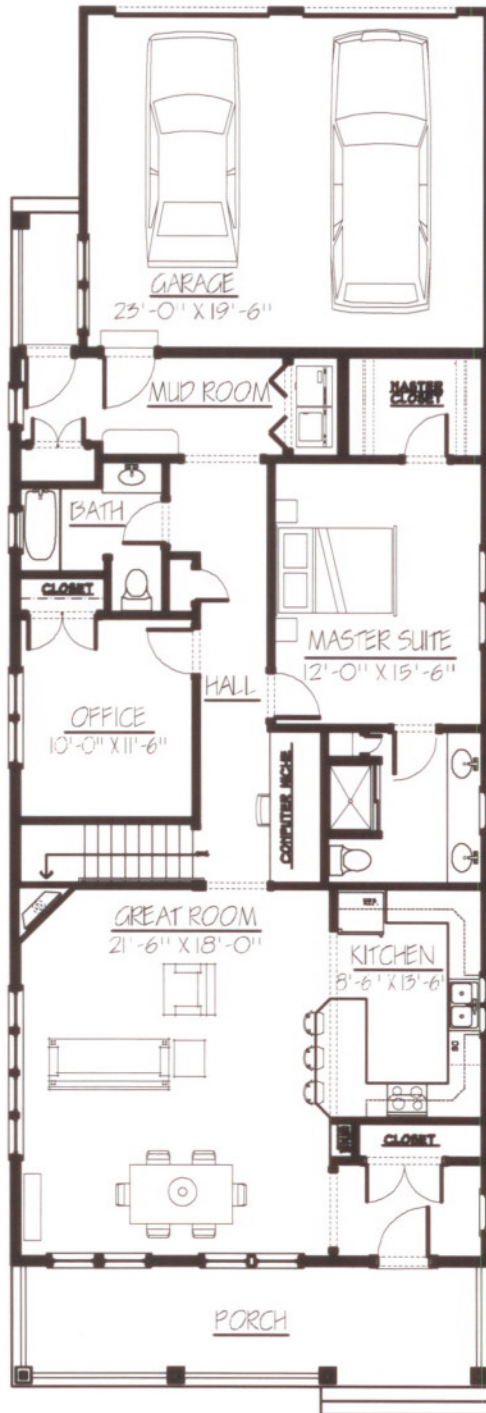 GARAGE
23'-0" X 19'-6"
MUD ROOM
MASTER
CLOSET
BATH
CLOSET
MASTER SUITE
12'-0" X 15'-6"
HALL
OFFICE
10'-0" X 11'-6"
COMPUTER NICHE
GREAT ROOM
21'-6" X 18'-0"
REF.
KITCHEN
8'-6" X 13'-6"
CLOSET
PORCH